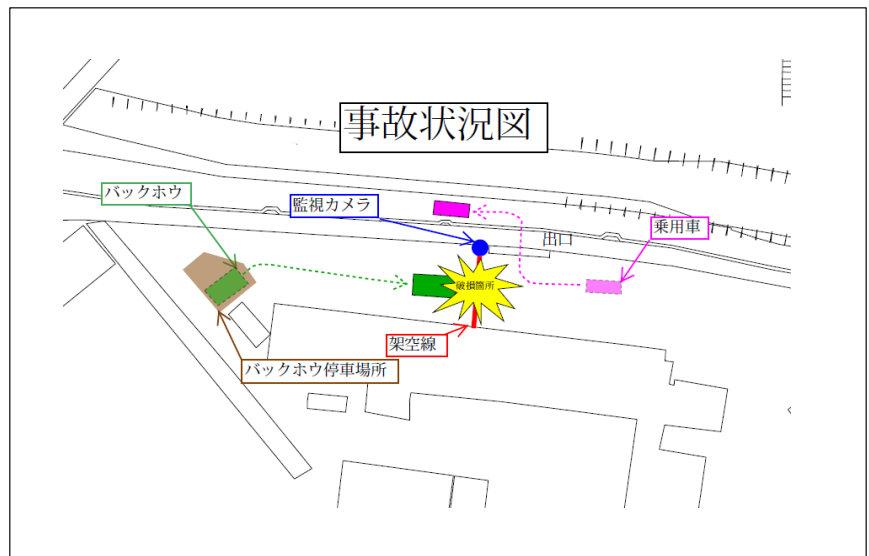 事故状況図
バックホウ
監視カメラ
乗用車
出口
破損箇所
架空線
バックホウ停車場所